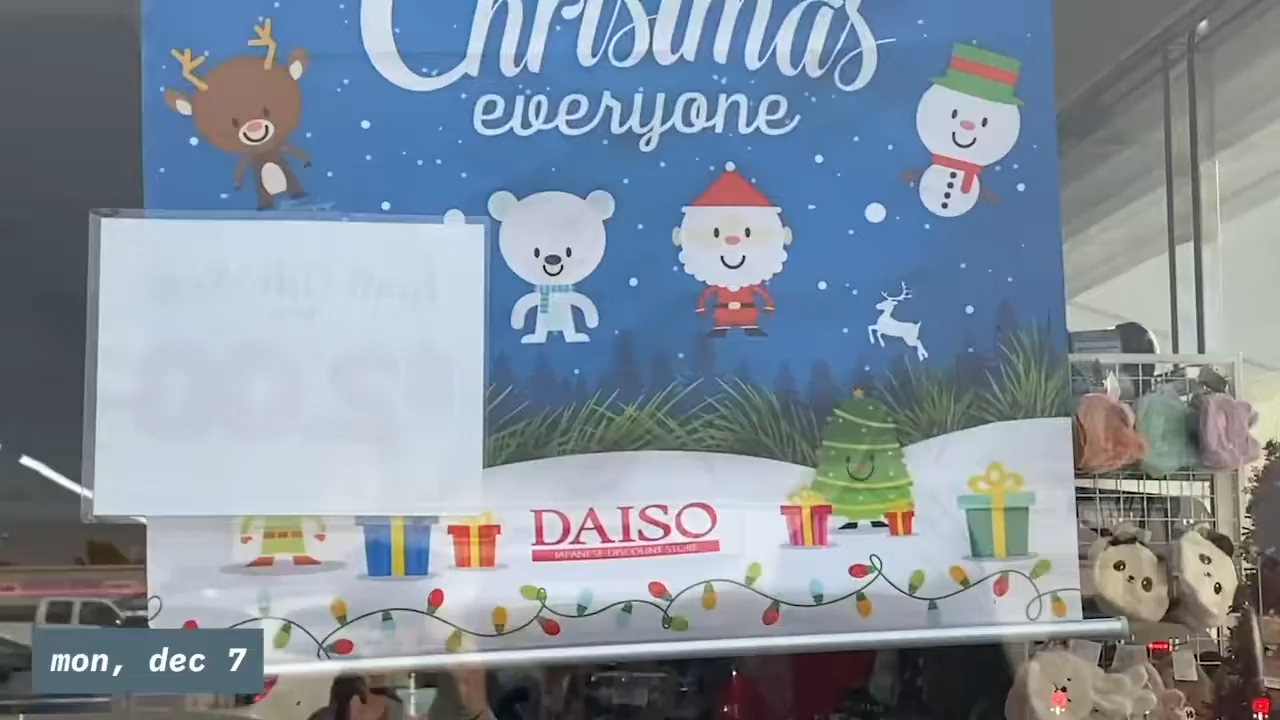 Christmas
everyone
DAISO
JAPANESE DISCOUNT STORE
mon, dec 7